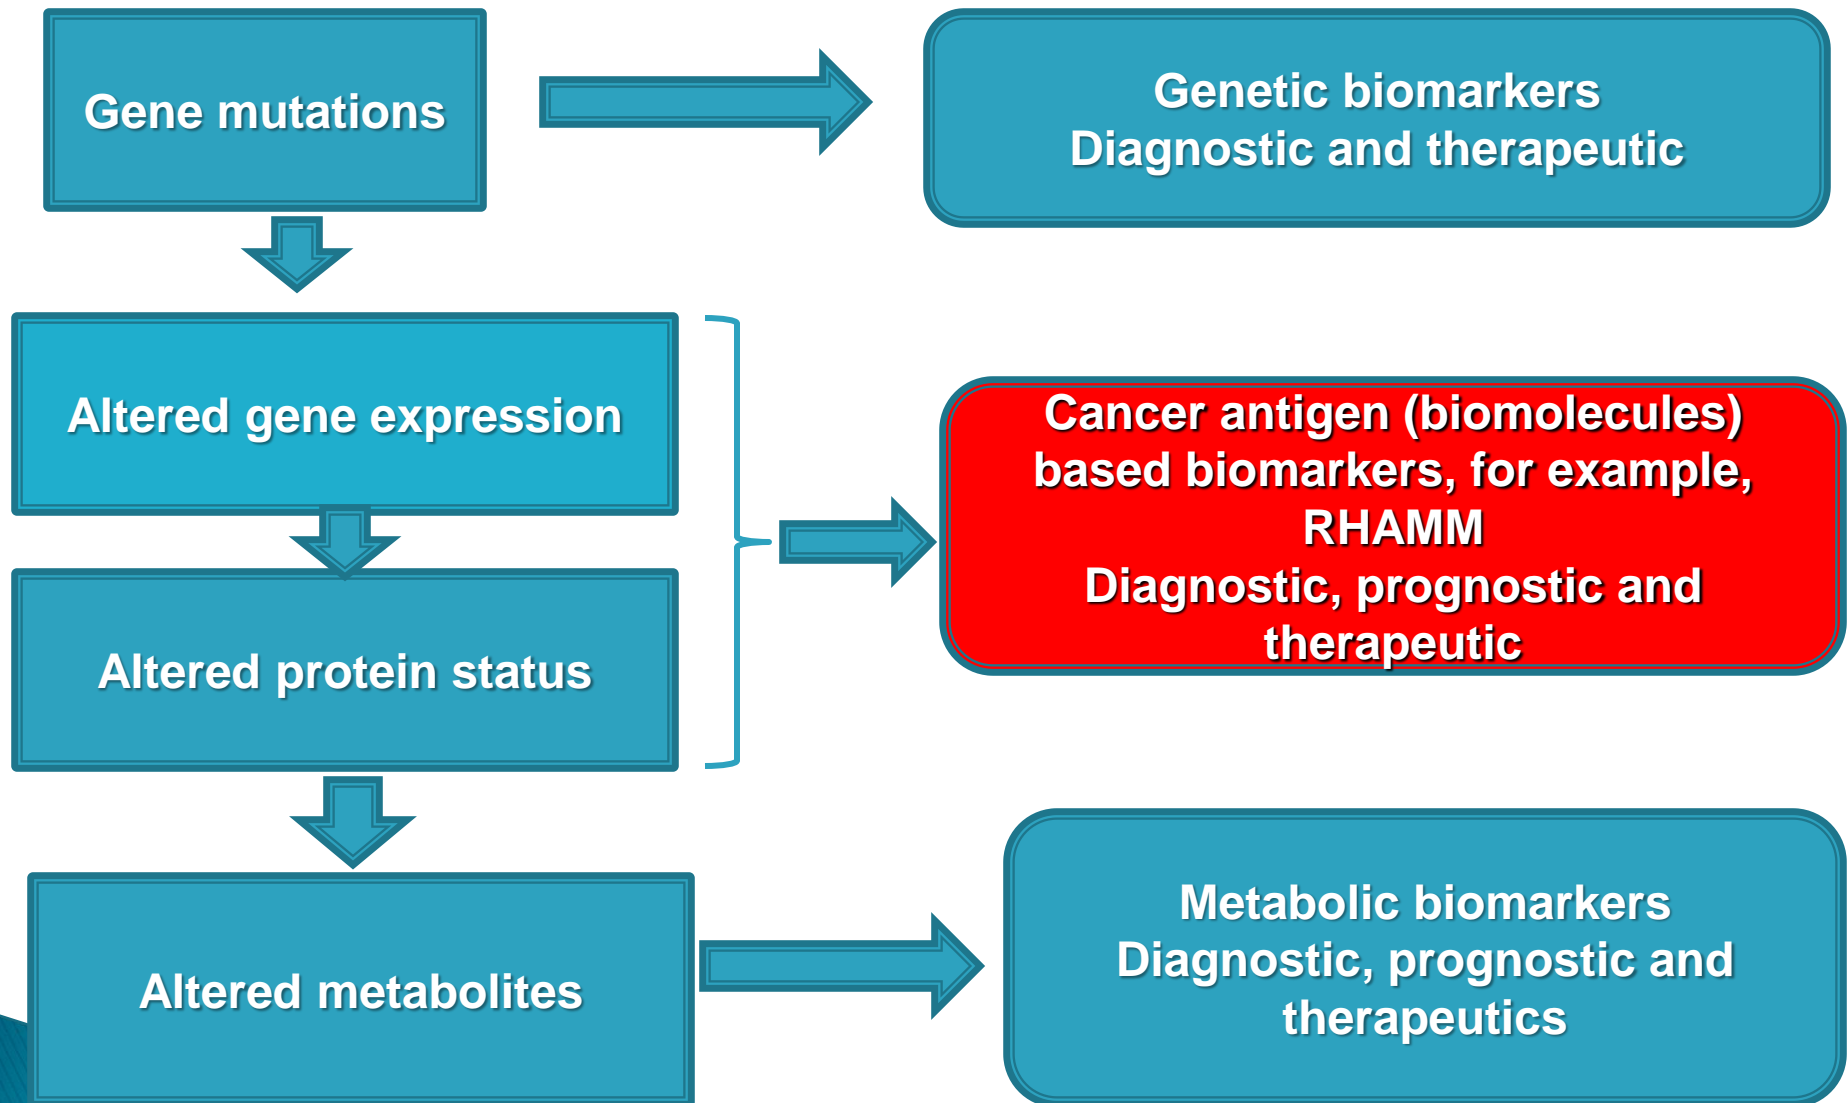 Gene mutations
Genetic biomarkers
Diagnostic and therapeutic
Altered gene expression
Cancer antigen (biomolecules)
based biomarkers, for example,
RHAMM
Diagnostic, prognostic and
therapeutic
Altered protein status
Altered metabolites
Metabolic biomarkers
Diagnostic, prognostic and
therapeutics